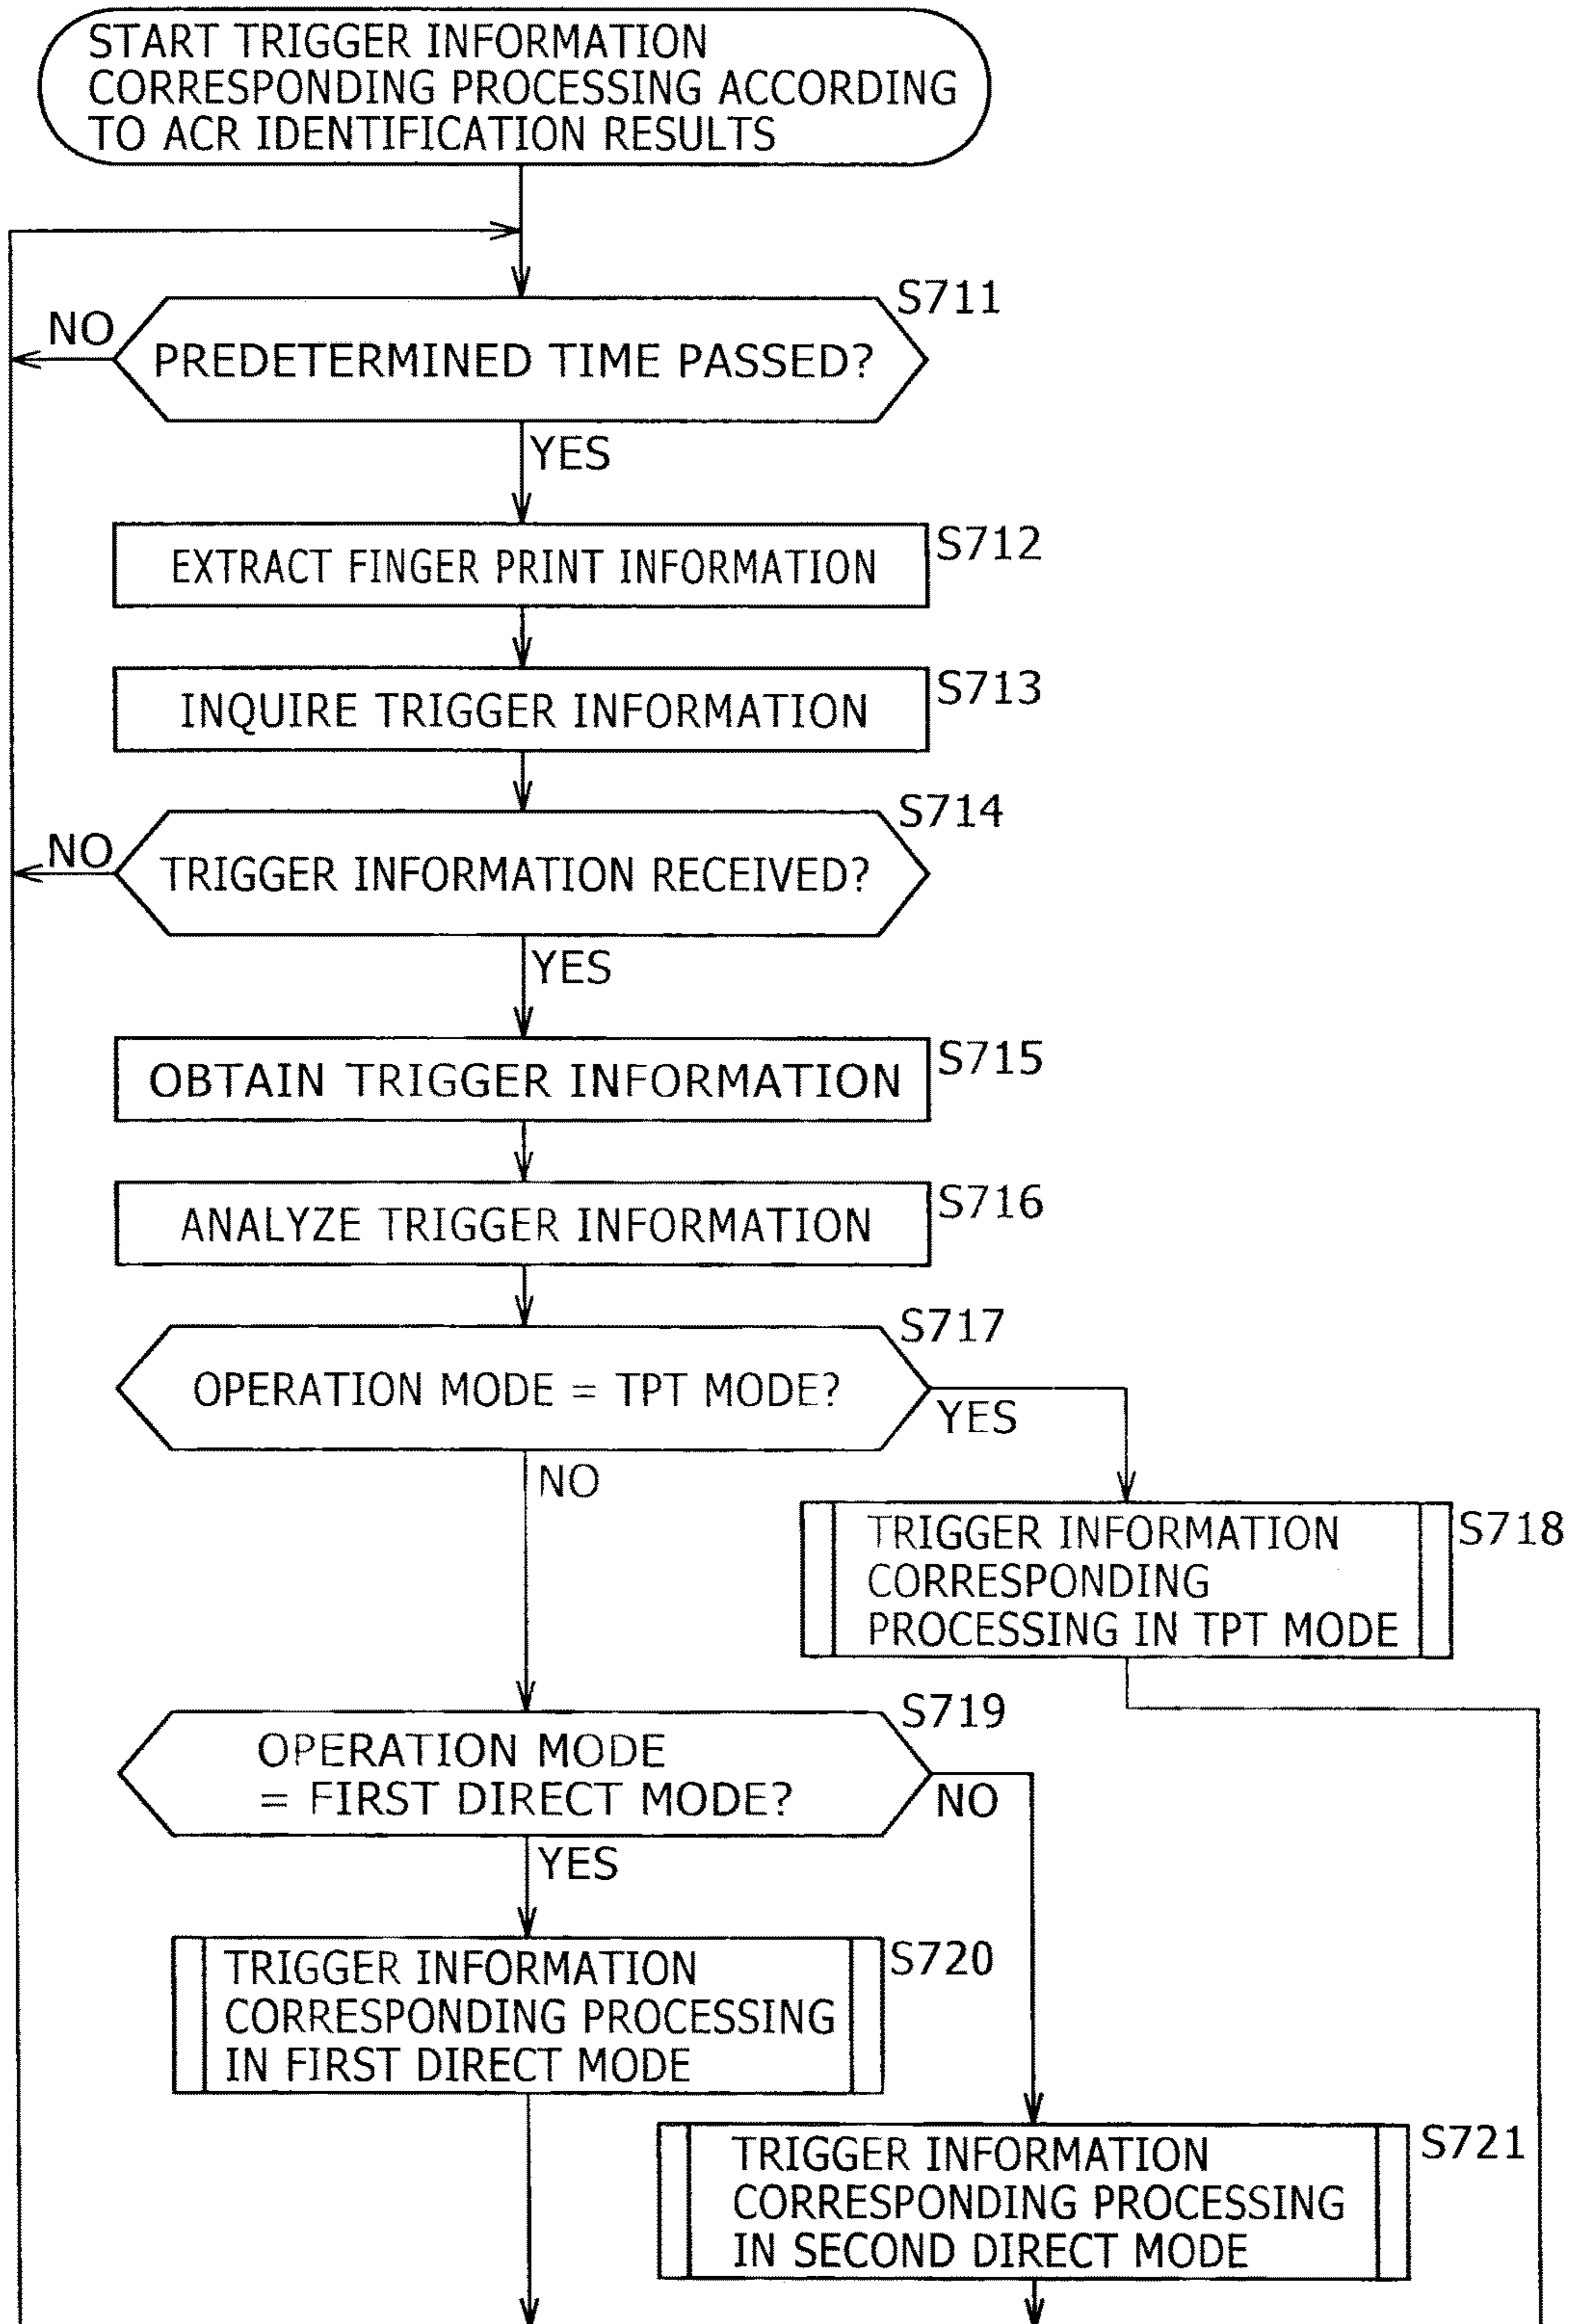 START TRIGGER INFORMATION
CORRESPONDING PROCESSING ACCORDING
TO ACR IDENTIFICATION RESULTS
S711
NO
PREDETERMINED TIME PASSED?
YES
S712
EXTRACT FINGER PRINT INFORMATION
S713
INQUIRE TRIGGER INFORMATION
S714
NO
TRIGGER INFORMATION RECEIVED?
YES
S715
OBTAIN TRIGGER INFORMATION
S716
ANALYZE TRIGGER INFORMATION
S717
OPERATION MODE = TPT MODE?
YES
NO
S718
TRIGGER INFORMATION
CORRESPONDING
PROCESSING IN TPT MODE
S719
OPERATION MODE
= FIRST DIRECT MODE?
NO
YES
S720
TRIGGER INFORMATION
CORRESPONDING PROCESSING
IN FIRST DIRECT MODE
S721
TRIGGER INFORMATION
CORRESPONDING PROCESSING
IN SECOND DIRECT MODE